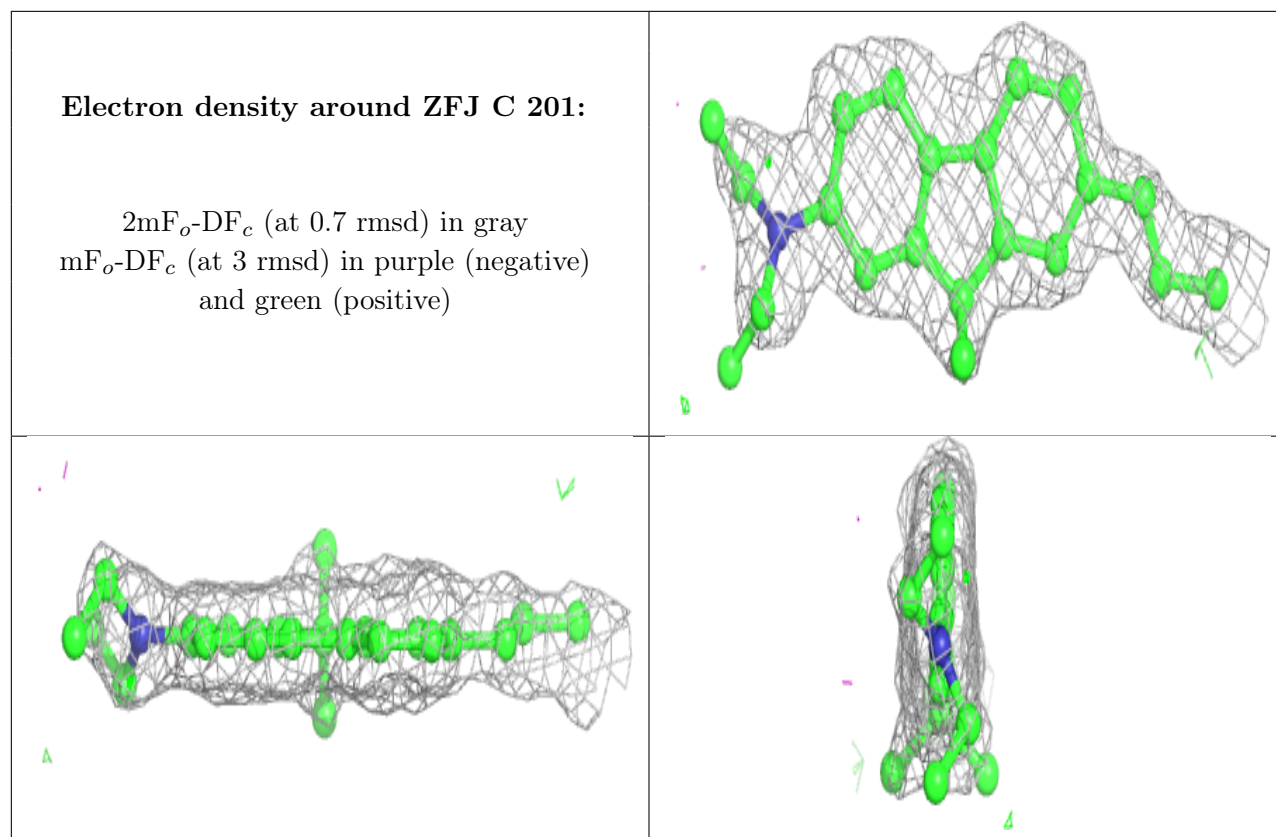 Electron density around ZFJ C 201:
2mFo-DFc (at 0.7 rmsd) in gray
mFo-DFc (at 3 rmsd) in purple (negative)
and green (positive)